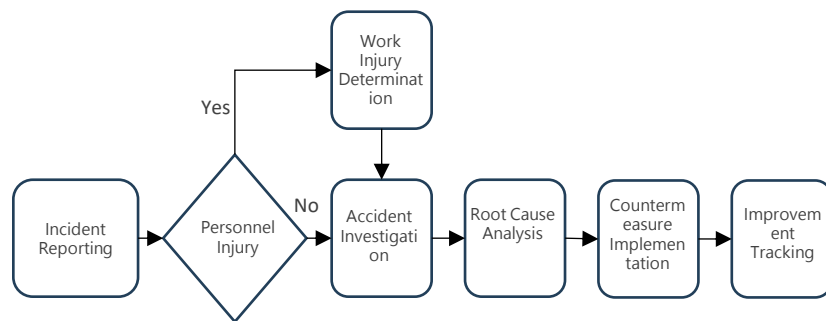 Work
Injury
Determinat
ion
Yes
Incident
Reporting
Personnel
Injury
No
Accident
Investigati
on
Root Cause
Analysis
Counterm
easure
Implemen
tation
Improvem
ent
Tracking